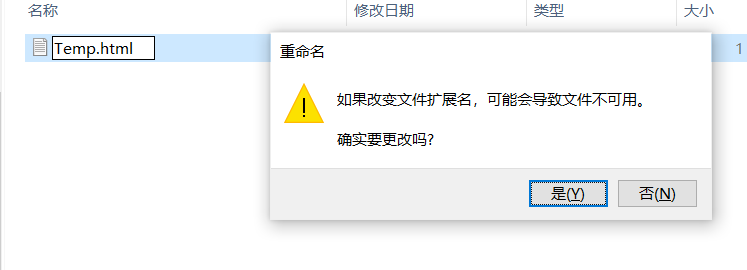 名称 修改日期 类型 大小
Temp.html 1
重命名
如果改变文件扩展名，可能会导致文件不可用。
确实要更改吗?
是(Y) 否(N)